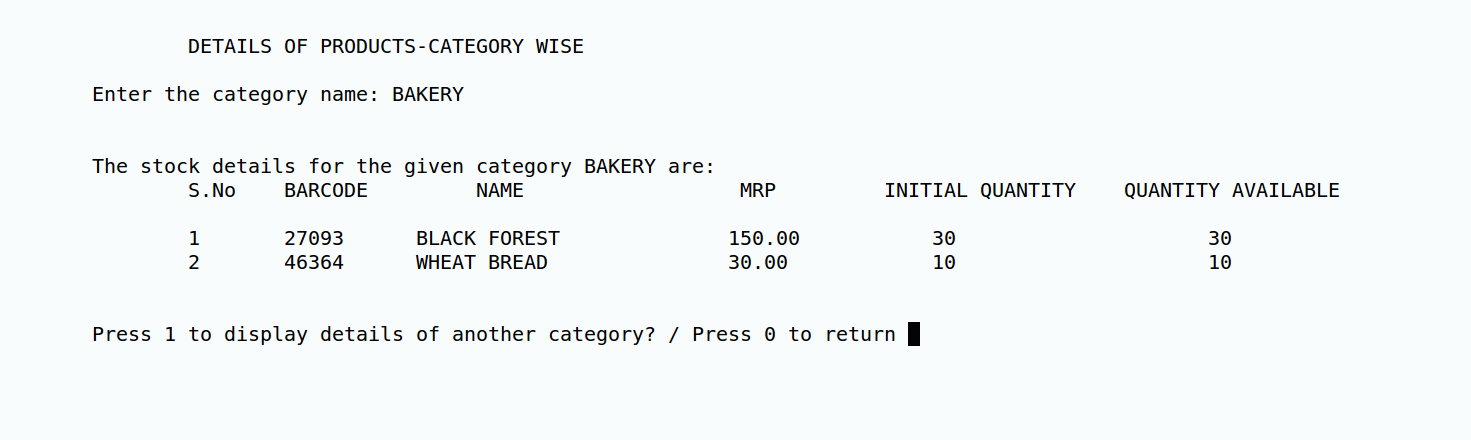 DETAILS OF PRODUCTS-CATEGORY WISE
Enter the category name: BAKERY
The stock details for the given category BAKERY are:
S.No BARCODE NAME MRP INITIAL QUANTITY QUANTITY AVAILABLE
1 27093 BLACK FOREST 150.00 30 30
2 46364 WHEAT BREAD 30.00 10 10
Press 1 to display details of another category? / Press 0 to return